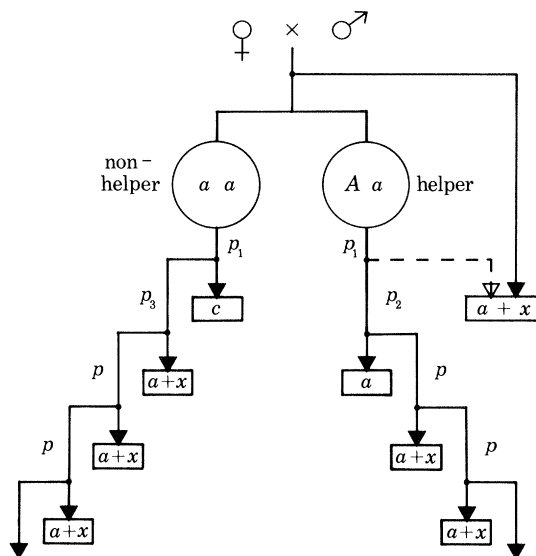 ♀ × ♂
non-
helper
a a
A a
helper
p₁
p₁
c
p₃
p₂
a + x
a+x
a
p
p
a+x
a+x
p
p
a+x
a+x